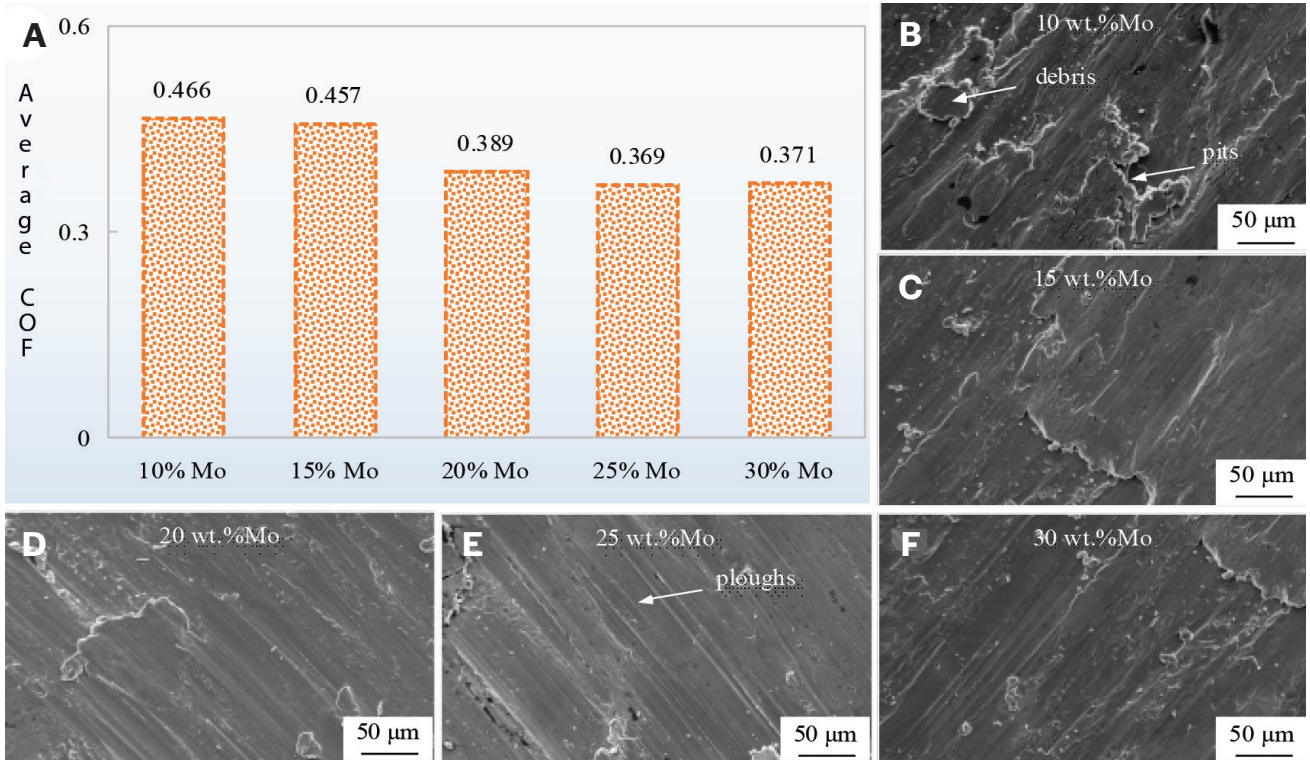 A
Average COF
0.6
0.3
0
0.466
0.457
0.389
0.369
0.371
10% Mo
15% Mo
20% Mo
25% Mo
30% Mo
B
10 wt.%Mo
debris
pits
50 µm
C
15 wt.%Mo
50 µm
D
20 wt.%Mo
50 µm
E
25 wt.%Mo
ploughs
50 µm
F
30 wt.%Mo
50 µm